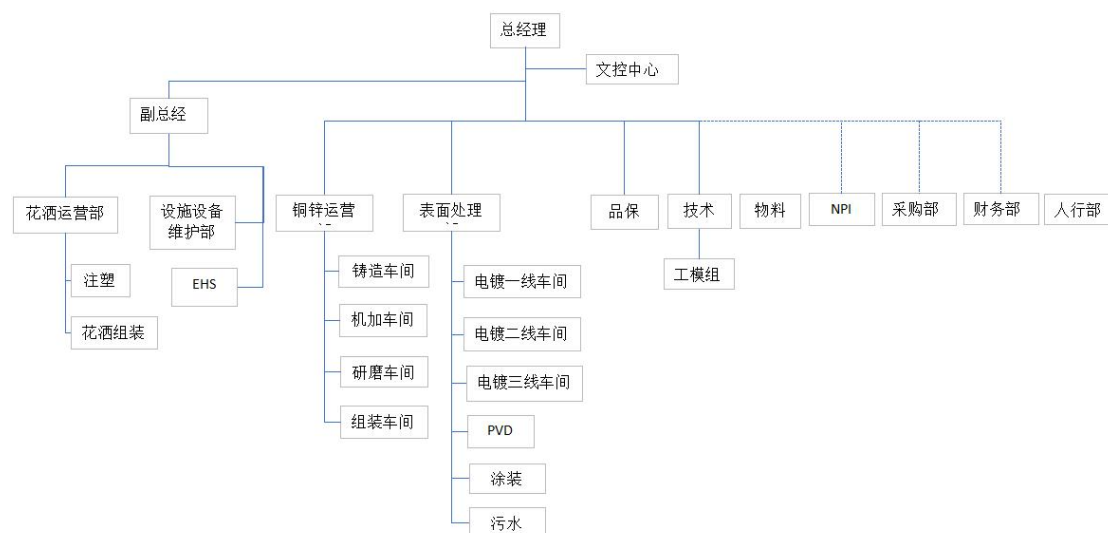 总经理
文控中心
副总经
花洒运营部
设施设备
维护部
铜锌运营
表面处理
品保
技术
物料
NPI
采购部
财务部
人行部
注塑
EHS
铸造车间
电镀一线车间
工模组
花洒组装
机加车间
电镀二线车间
研磨车间
电镀三线车间
组装车间
PVD
涂装
污水